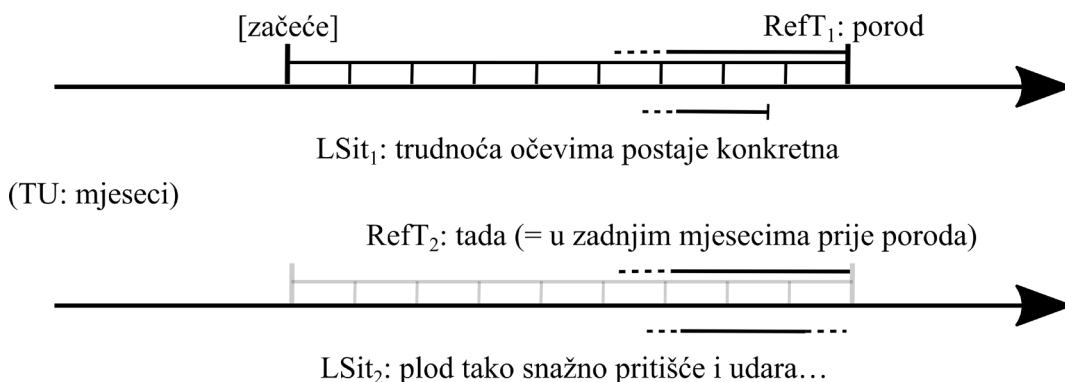 [začeće]
RefT₁: porod
LSit₁: trudnoća očevima postaje konkretna
(TU: mjeseci)
RefT₂: tada (= u zadnjim mjesecima prije poroda)
LSit₂: plod tako snažno pritišće i udara…